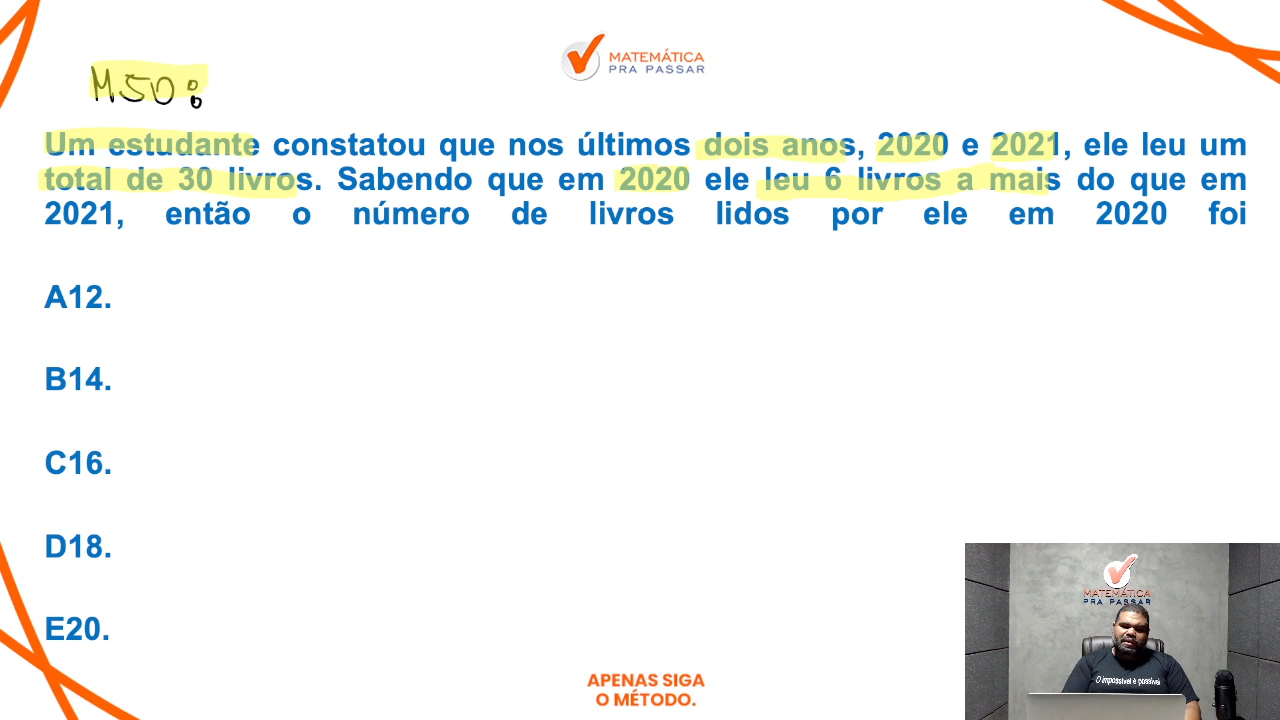 MATEMÁTICA
PRA PASSAR
M50:
Um estudante constatou que nos últimos dois anos, 2020 e 2021, ele leu um
total de 30 livros. Sabendo que em 2020 ele leu 6 livros a mais do que em
2021, então o número de livros lidos por ele em 2020 foi
A12.
B14.
C16.
D18.
E20.
MATEMÁTICA
PRA PASSAR
O impossível é possível
APENAS SIGA
O MÉTODO.